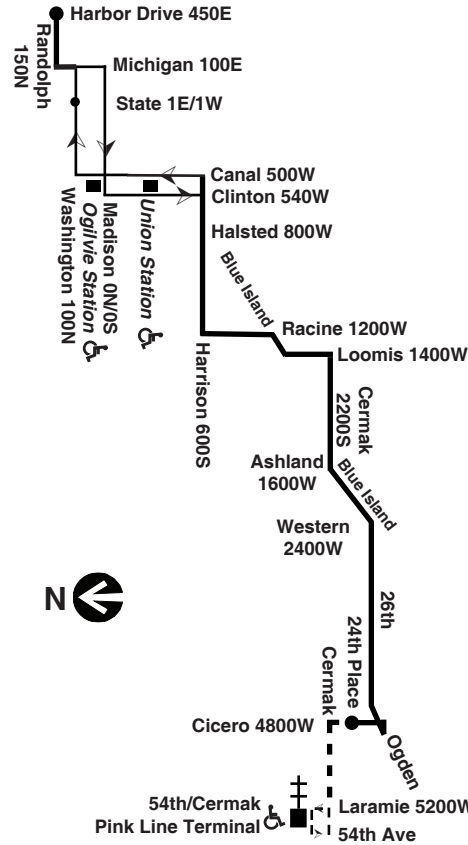 Harbor Drive 450E
Randolph
150N
Michigan 100E
State 1E/1W
Canal 500W
Clinton 540W
Halsted 800W
Washington 100N
Ogilvie Station
Madison 0N/0S
Union Station
Blue Island
Harrison 600S
Racine 1200W
Loomis 1400W
Cermak
2200S
Ashland
1600W
Blue Island
Western
2400W
N
26th
24th Place
Cermak
Cicero 4800W
Ogden
54th/Cermak
Pink Line Terminal
Laramie 5200W
54th Ave